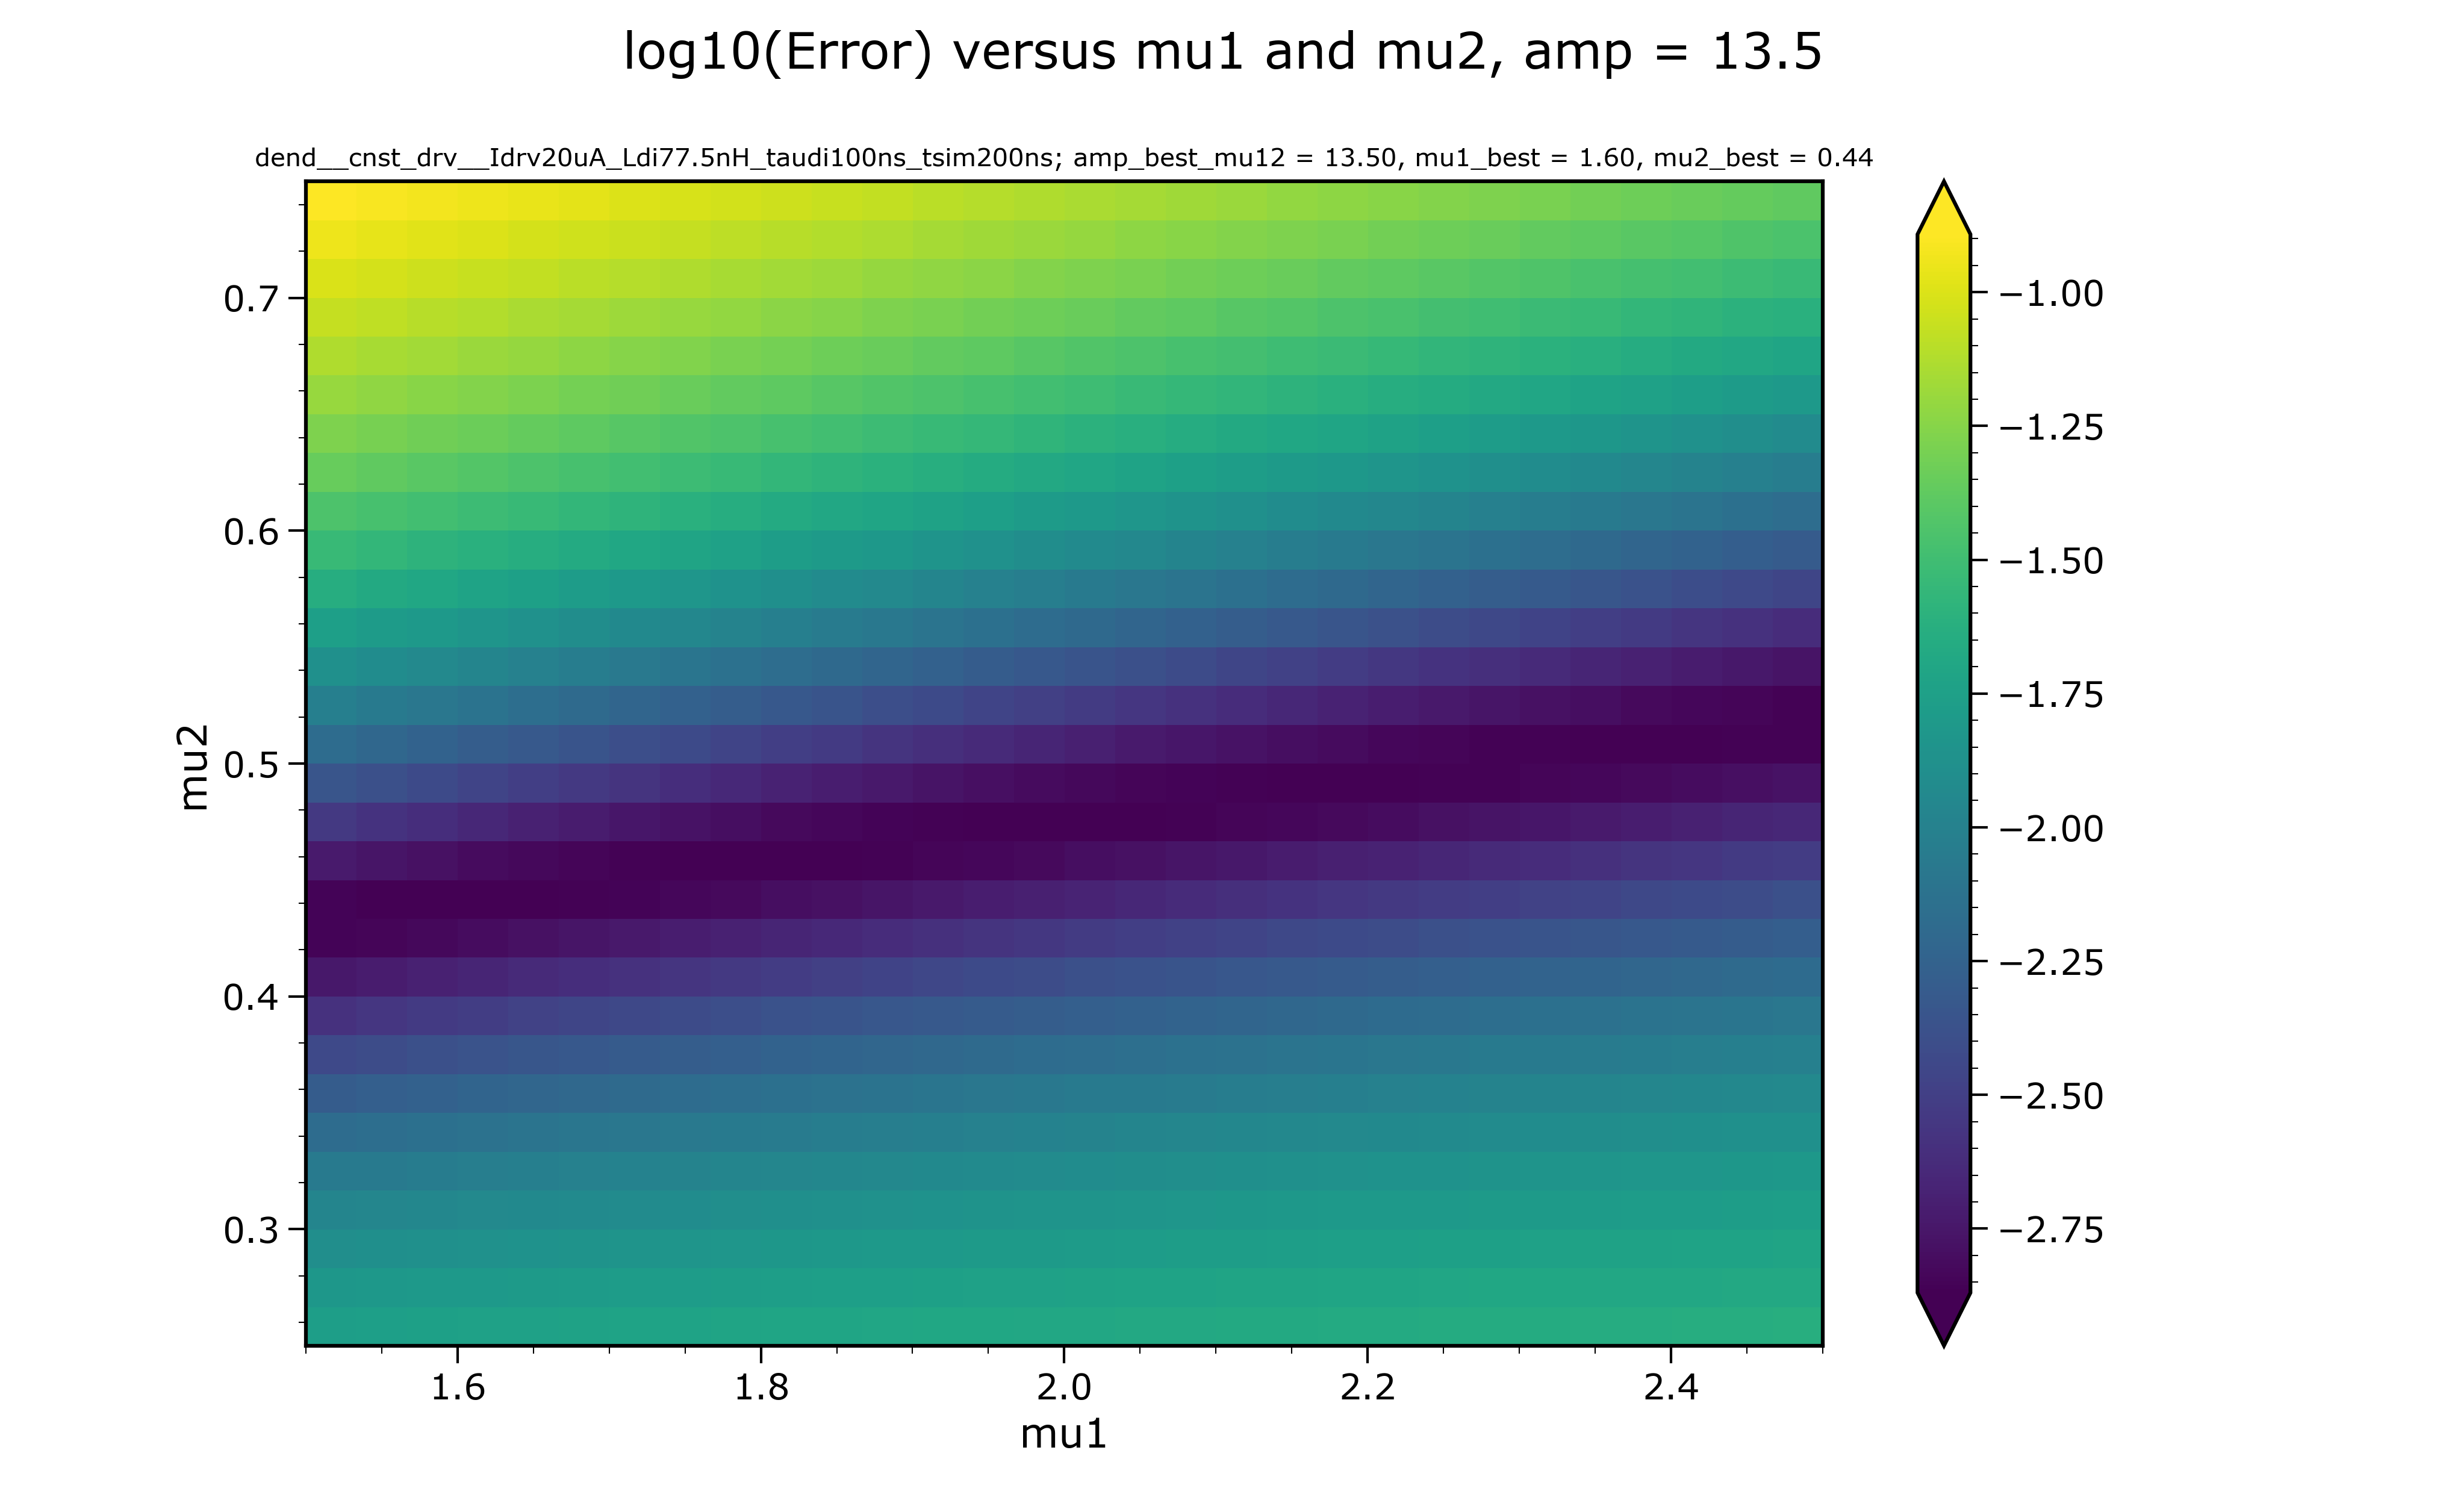 log10(Error) versus mu1 and mu2, amp = 13.5
dend__cnst_drv__Idrv20uA_Ldi77.5nH_taudi100ns_tsim200ns; amp_best_mu12 = 13.50, mu1_best = 1.60, mu2_best = 0.44
0.7
0.6
0.5
0.4
0.3
mu2
1.6 1.8 2.0 2.2 2.4
mu1
−1.00
−1.25
−1.50
−1.75
−2.00
−2.25
−2.50
−2.75